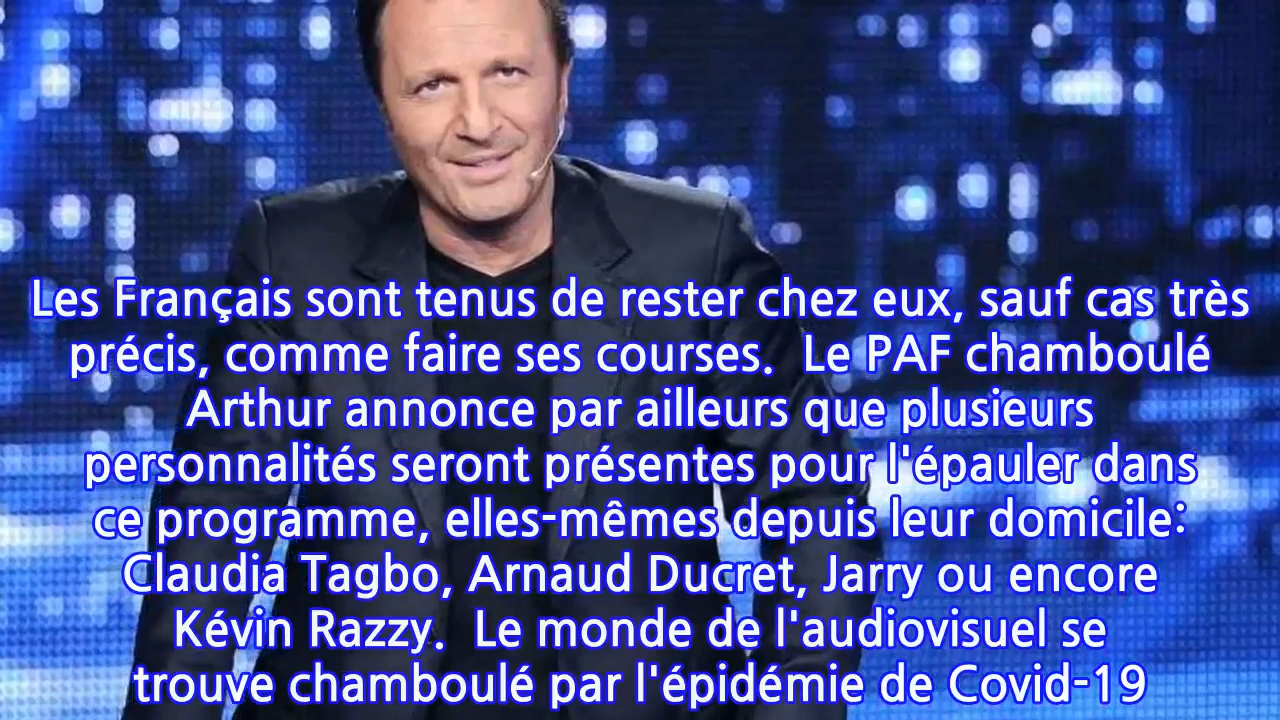 Les Français sont tenus de rester chez eux, sauf cas très
précis, comme faire ses courses.  Le PAF chamboulé
Arthur annonce par ailleurs que plusieurs
personnalités seront présentes pour l'épauler dans
ce programme, elles-mêmes depuis leur domicile:
Claudia Tagbo, Arnaud Ducret, Jarry ou encore
Kévin Razzy.  Le monde de l'audiovisuel se
trouve chamboulé par l'épidémie de Covid-19